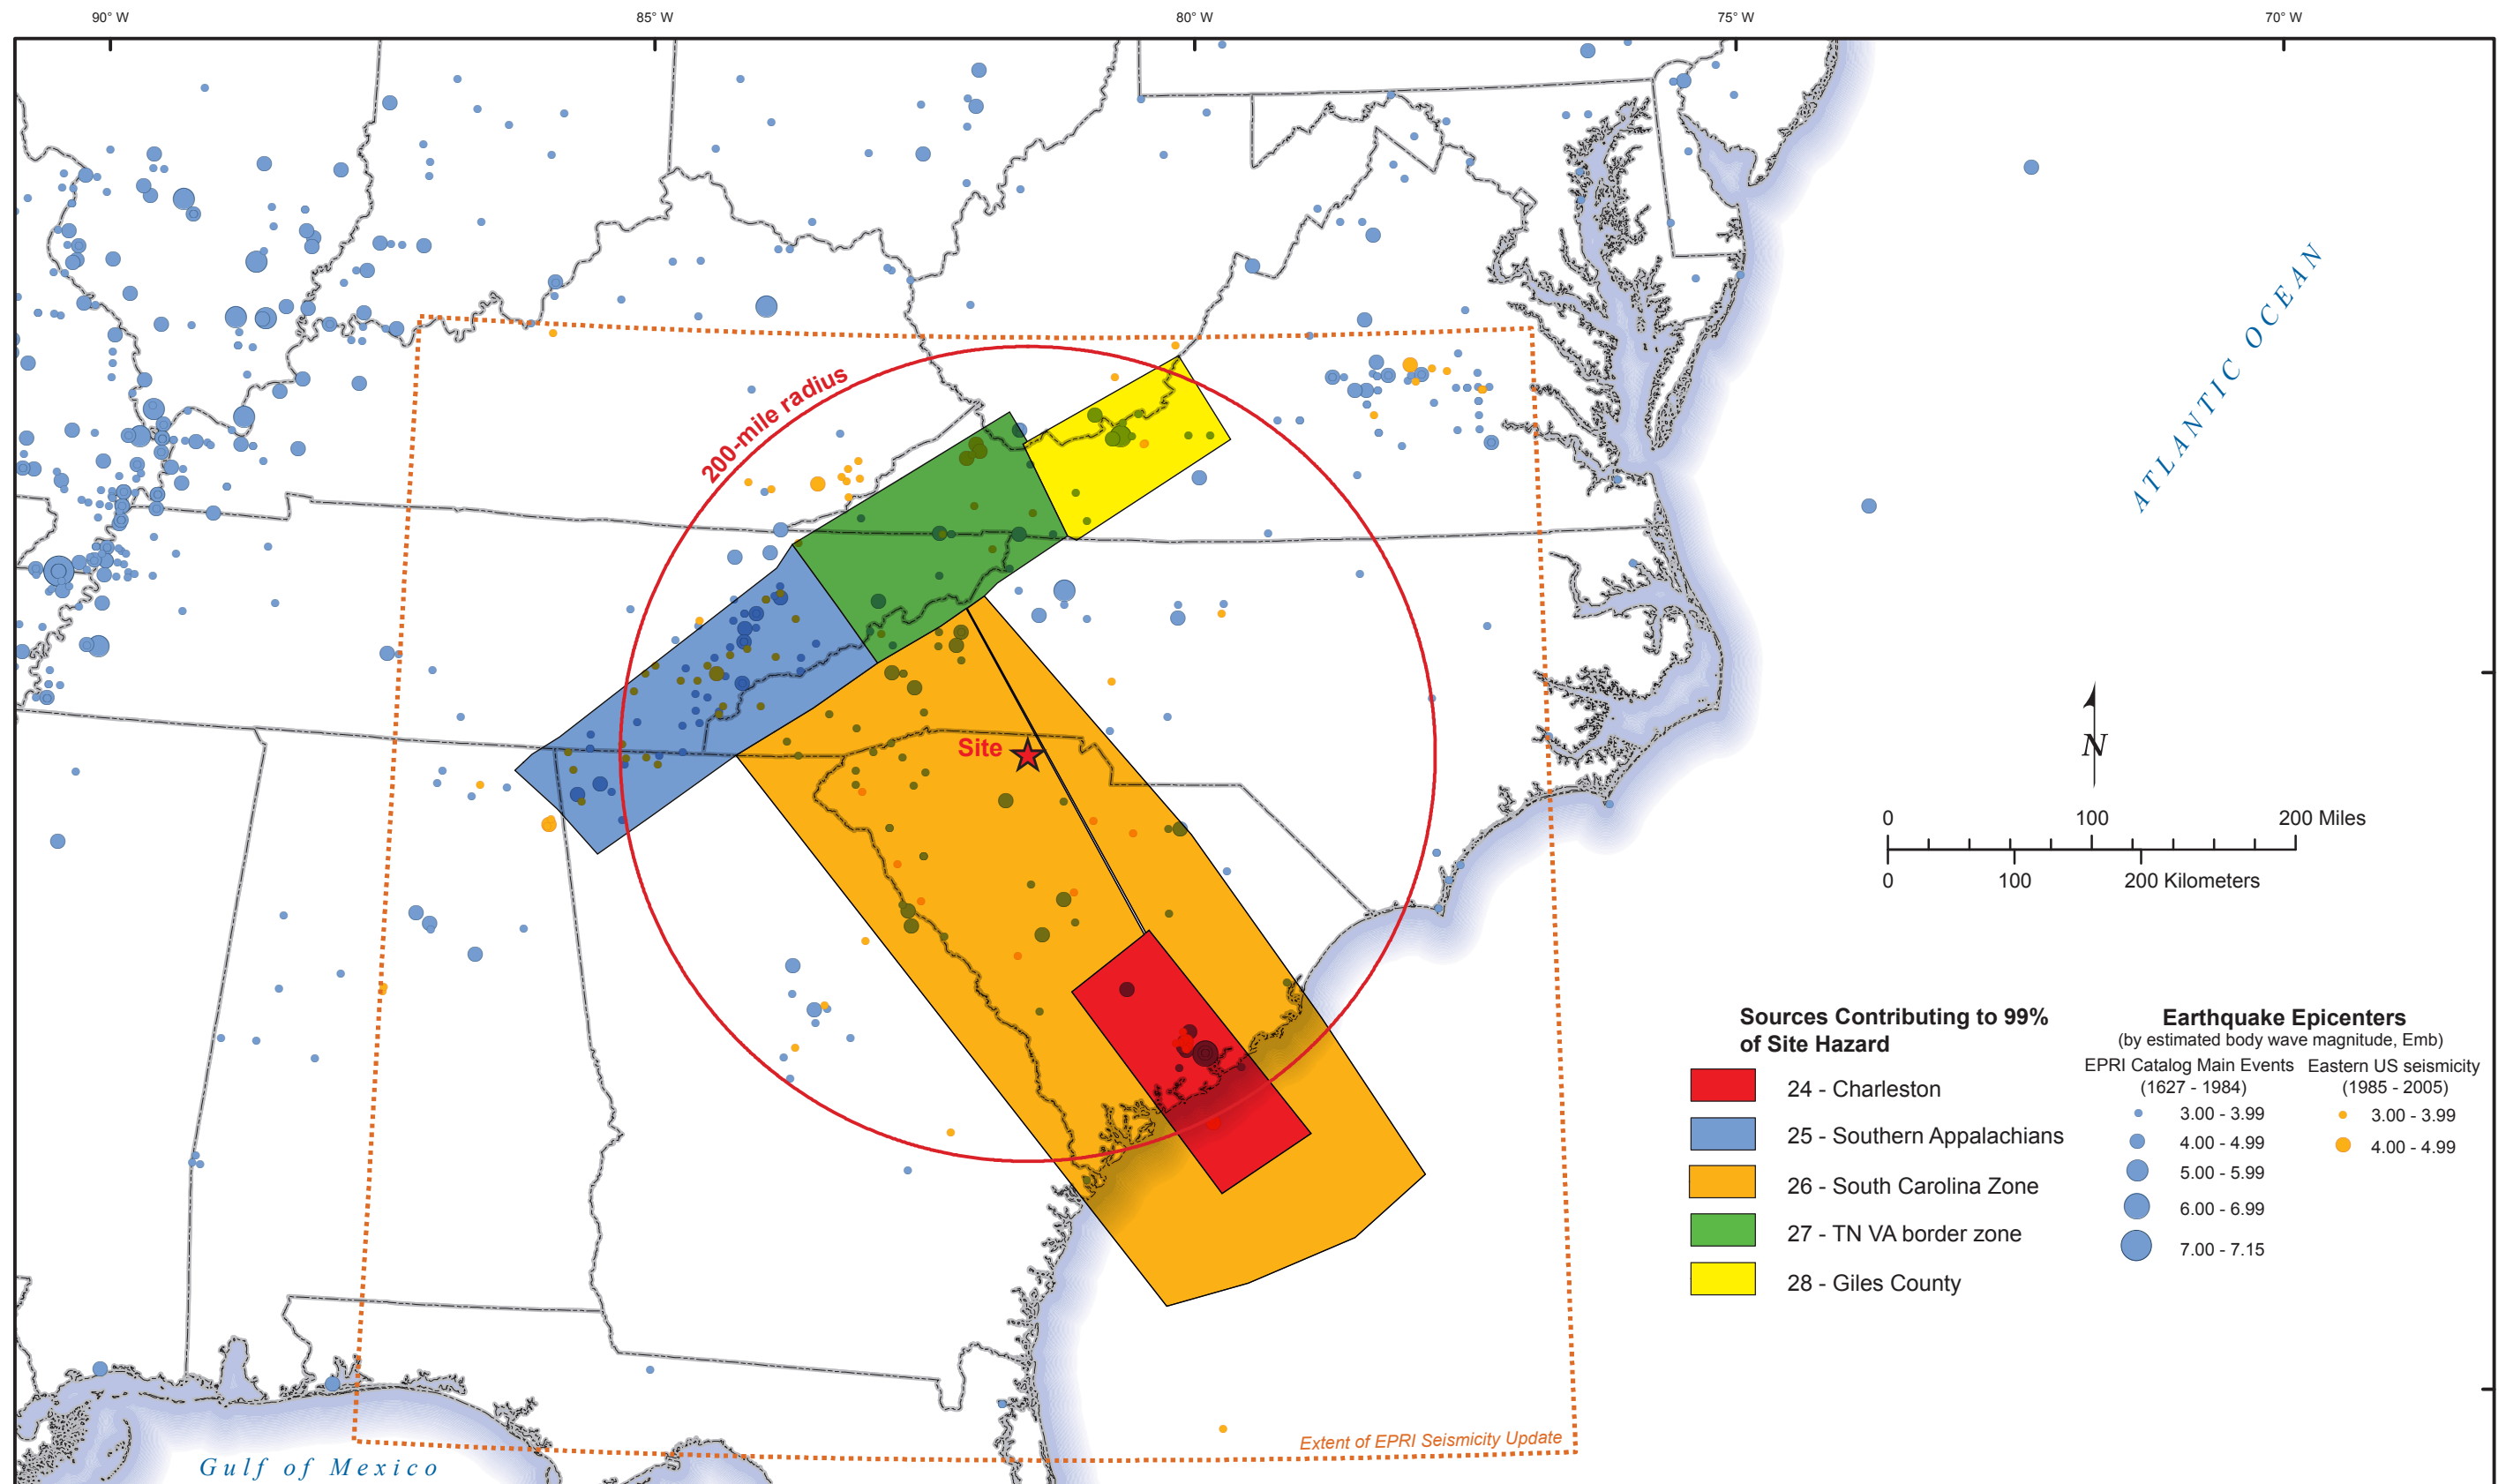 90° W
85° W
80° W
75° W
70° W
200-mile radius
ATLANTIC OCEAN
Site
N
0 100 200 Miles
0 100 200 Kilometers
Sources Contributing to 99%
of Site Hazard
24 - Charleston
25 - Southern Appalachians
26 - South Carolina Zone
27 - TN VA border zone
28 - Giles County
Earthquake Epicenters
(by estimated body wave magnitude, Emb)
EPRI Catalog Main Events
(1627 - 1984)
3.00 - 3.99
4.00 - 4.99
5.00 - 5.99
6.00 - 6.99
7.00 - 7.15
Eastern US seismicity
(1985 - 2005)
3.00 - 3.99
4.00 - 4.99
Extent of EPRI Seismicity Update
Gulf of Mexico